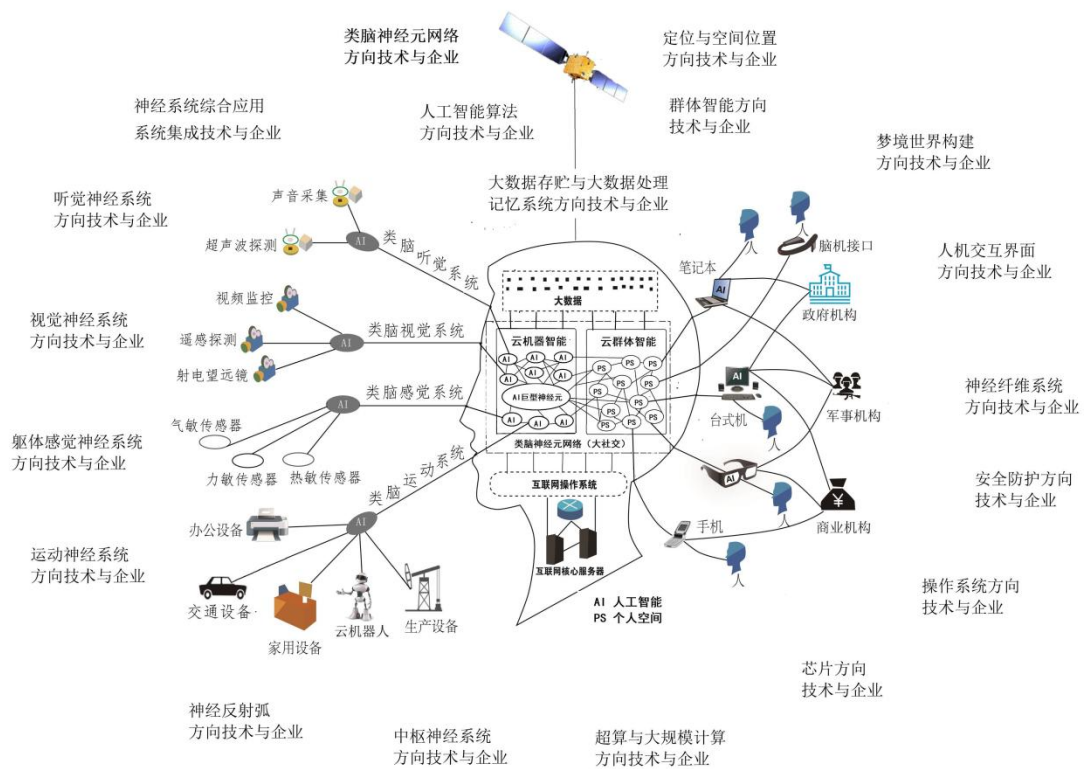 类脑神经元网络
方向技术与企业
定位与空间位置
方向技术与企业
神经系统综合应用
系统集成技术与企业
人工智能算法
方向技术与企业
群体智能方向
技术与企业
梦境世界构建
方向技术与企业
听觉神经系统
方向技术与企业
声音采集
超声波探测
AI
类脑听觉系统
大数据存贮与大数据处理
记忆系统方向技术与企业
人
人
脑机接口
笔记本
AI
政府机构
人机交互界面
方向技术与企业
视觉神经系统
方向技术与企业
视频监控
遥感探测
射电望远镜
AI
类脑视觉系统
大数据
云机器智能
云群体智能
AI
AI
AI
AI
AI
AI
AI巨型神经元
AI
AI
AI
PS
PS
PS
PS
PS
PS
PS
PS
PS
PS
PS
PS
类脑神经元网络（大社交）
AI
台式机
人
军事机构
神经纤维系统
方向技术与企业
躯体感觉神经系统
方向技术与企业
气敏传感器
力敏传感器
热敏传感器
AI
类脑感觉系统
互联网操作系统
互联网核心服务器
AI
人
商业机构
安全防护方向
技术与企业
运动神经系统
方向技术与企业
类脑运动系统
AI
办公设备
交通设备
家用设备
云机器人
生产设备
手机
人
AI 人工智能
PS 个人空间
操作系统方向
技术与企业
芯片方向
技术与企业
神经反射弧
方向技术与企业
中枢神经系统
方向技术与企业
超算与大规模计算
方向技术与企业